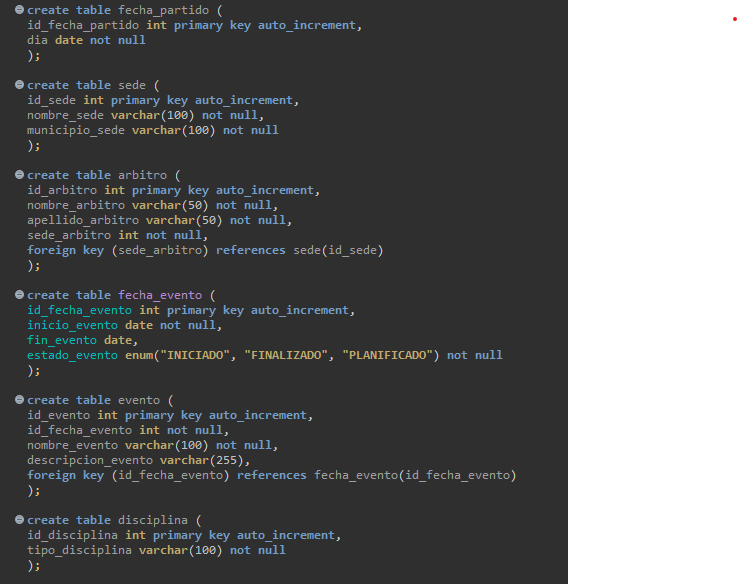 create table fecha_partido (
id_fecha_partido int primary key auto_increment,
dia date not null
);
create table sede (
id_sede int primary key auto_increment,
nombre_sede varchar(100) not null,
municipio_sede varchar(100) not null
);
create table arbitro (
id_arbitro int primary key auto_increment,
nombre_arbitro varchar(50) not null,
apellido_arbitro varchar(50) not null,
sede_arbitro int not null,
foreign key (sede_arbitro) references sede(id_sede)
);
create table fecha_evento (
id_fecha_evento int primary key auto_increment,
inicio_evento date not null,
fin_evento date,
estado_evento enum("INICIADO", "FINALIZADO", "PLANIFICADO") not null
);
create table evento (
id_evento int primary key auto_increment,
id_fecha_evento int not null,
nombre_evento varchar(100) not null,
descripcion_evento varchar(255),
foreign key (id_fecha_evento) references fecha_evento(id_fecha_evento)
);
create table disciplina (
id_disciplina int primary key auto_increment,
tipo_disciplina varchar(100) not null
);